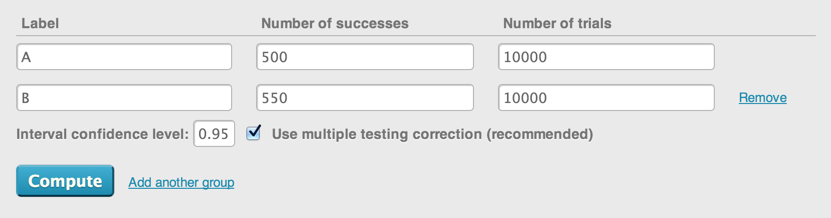 Label Number of successes Number of trials
A 500 10000
B 550 10000 Remove
Interval confidence level: 0.95 Use multiple testing correction (recommended)
Compute Add another group